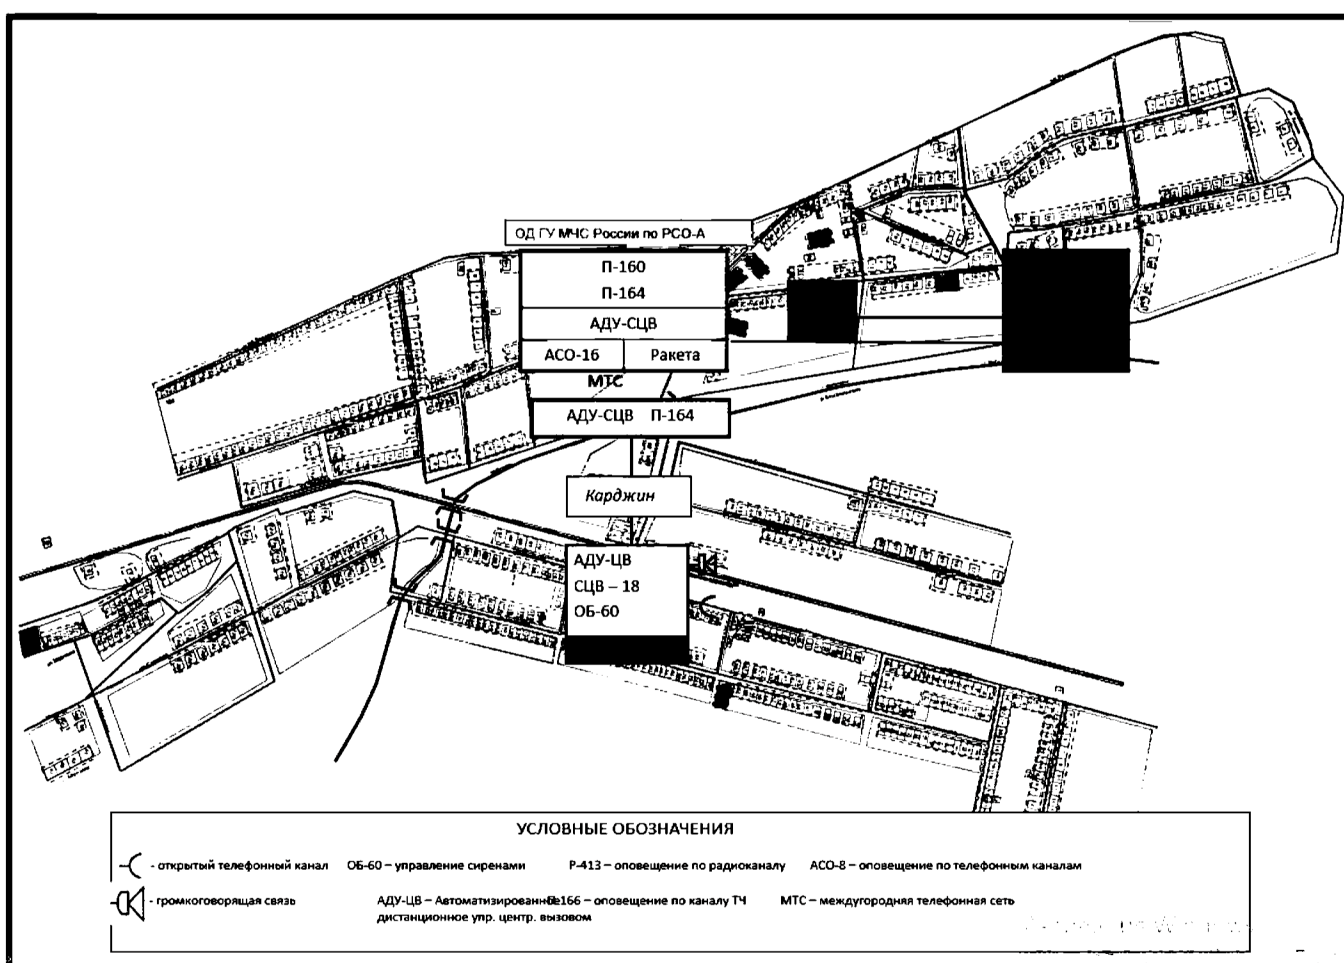 ОД ГУ МЧС России по РСО-А
П-160
П-164
АДУ-СЦВ
АСО-16 Ракета
МТС
АДУ-СЦВ П-164
Карджин
АДУ-ЦВ
СЦВ – 18
ОБ-60
УСЛОВНЫЕ ОБОЗНАЧЕНИЯ
- открытый телефонный канал ОБ-60 – управление сиренами Р-413 – оповещение по радиоканалу АСО-8 – оповещение по телефонным каналам
- громкоговорящая связь АДУ-ЦВ – Автоматизированное 166 – оповещение по каналу ТЧ МТС – междугородняя телефонная сеть
дистанционное упр. центр. вызовом